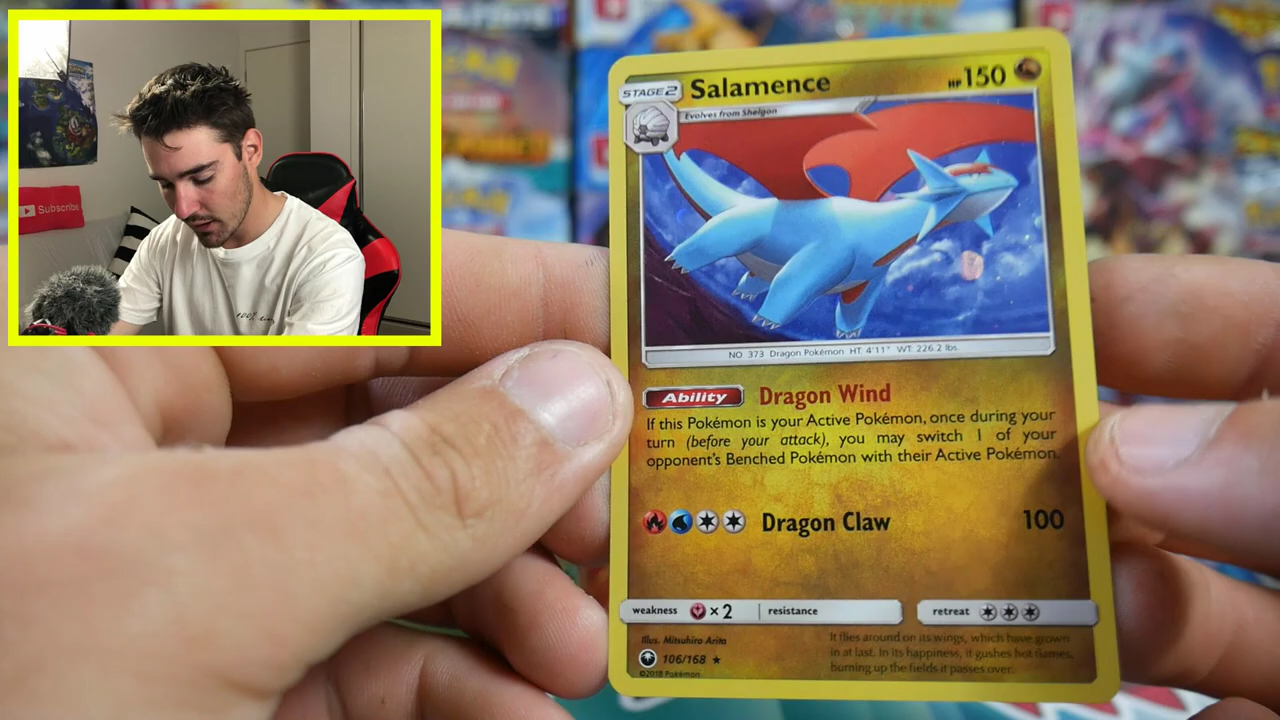 Subscribe
STAGE 2 Salamence HP 150
Evolves from Shelgon
NO 373 Dragon Pokémon HT: 4'11" WT: 226.2 lbs.
Ability Dragon Wind
If this Pokémon is your Active Pokémon, once during your
turn (before your attack), you may switch 1 of your
opponent's Benched Pokémon with their Active Pokémon.
Dragon Claw 100
weakness ×2 resistance retreat
Illus. Mitsuhiro Arita
106/168 ★
©2018 Pokémon
It flies around on its wings, which have grown
in at last. In its happiness, it gushes hot flames,
burning up the fields it passes over.